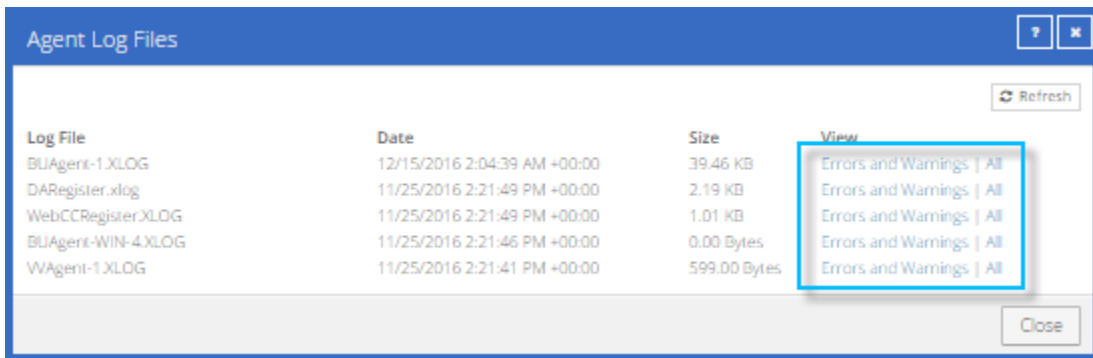 Agent Log Files
? ×
Refresh
Log File Date Size View
BUAgent-1.XLOG 12/15/2016 2:04:39 AM +00:00 39.46 KB Errors and Warnings | All
DARegister.xlog 11/25/2016 2:21:49 PM +00:00 2.19 KB Errors and Warnings | All
WebCCRegister.XLOG 11/25/2016 2:21:49 PM +00:00 1.01 KB Errors and Warnings | All
BUAgent-WIN-4.XLOG 11/25/2016 2:21:46 PM +00:00 0.00 Bytes Errors and Warnings | All
VVAgent-1.XLOG 11/25/2016 2:21:41 PM +00:00 599.00 Bytes Errors and Warnings | All
Close